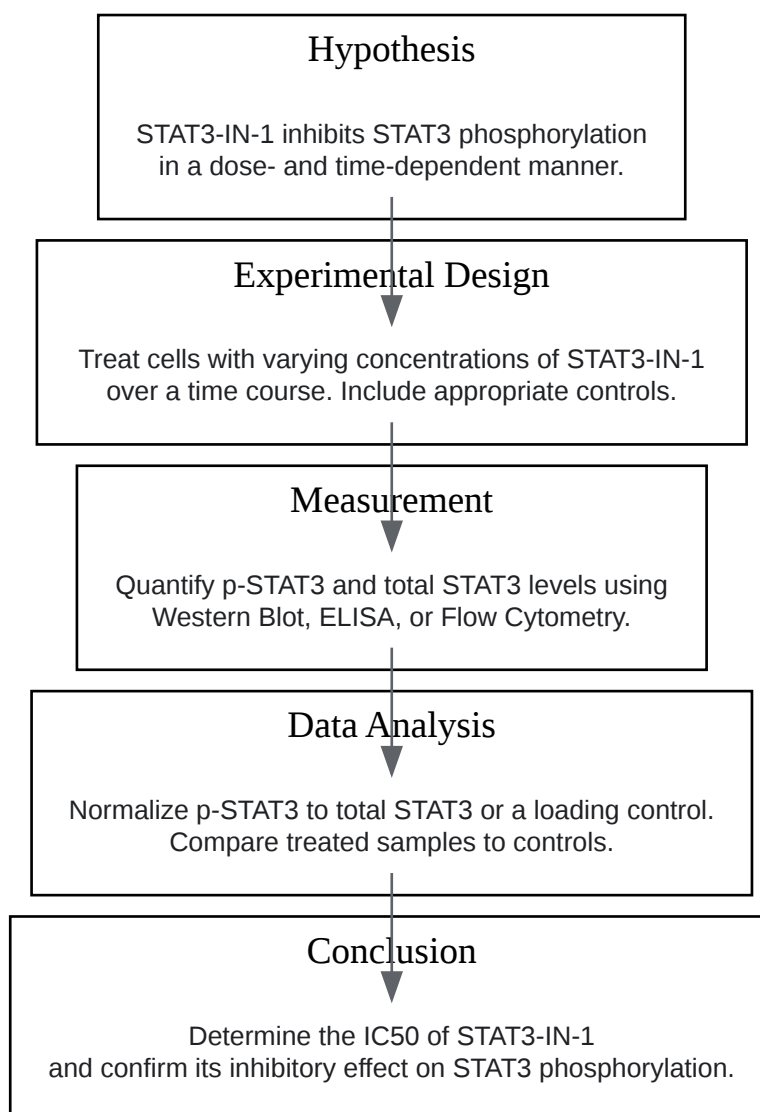 Hypothesis
STAT3-IN-1 inhibits STAT3 phosphorylation
in a dose- and time-dependent manner.
Experimental Design
Treat cells with varying concentrations of STAT3-IN-1
over a time course. Include appropriate controls.
Measurement
Quantify p-STAT3 and total STAT3 levels using
Western Blot, ELISA, or Flow Cytometry.
Data Analysis
Normalize p-STAT3 to total STAT3 or a loading control.
Compare treated samples to controls.
Conclusion
Determine the IC50 of STAT3-IN-1
and confirm its inhibitory effect on STAT3 phosphorylation.